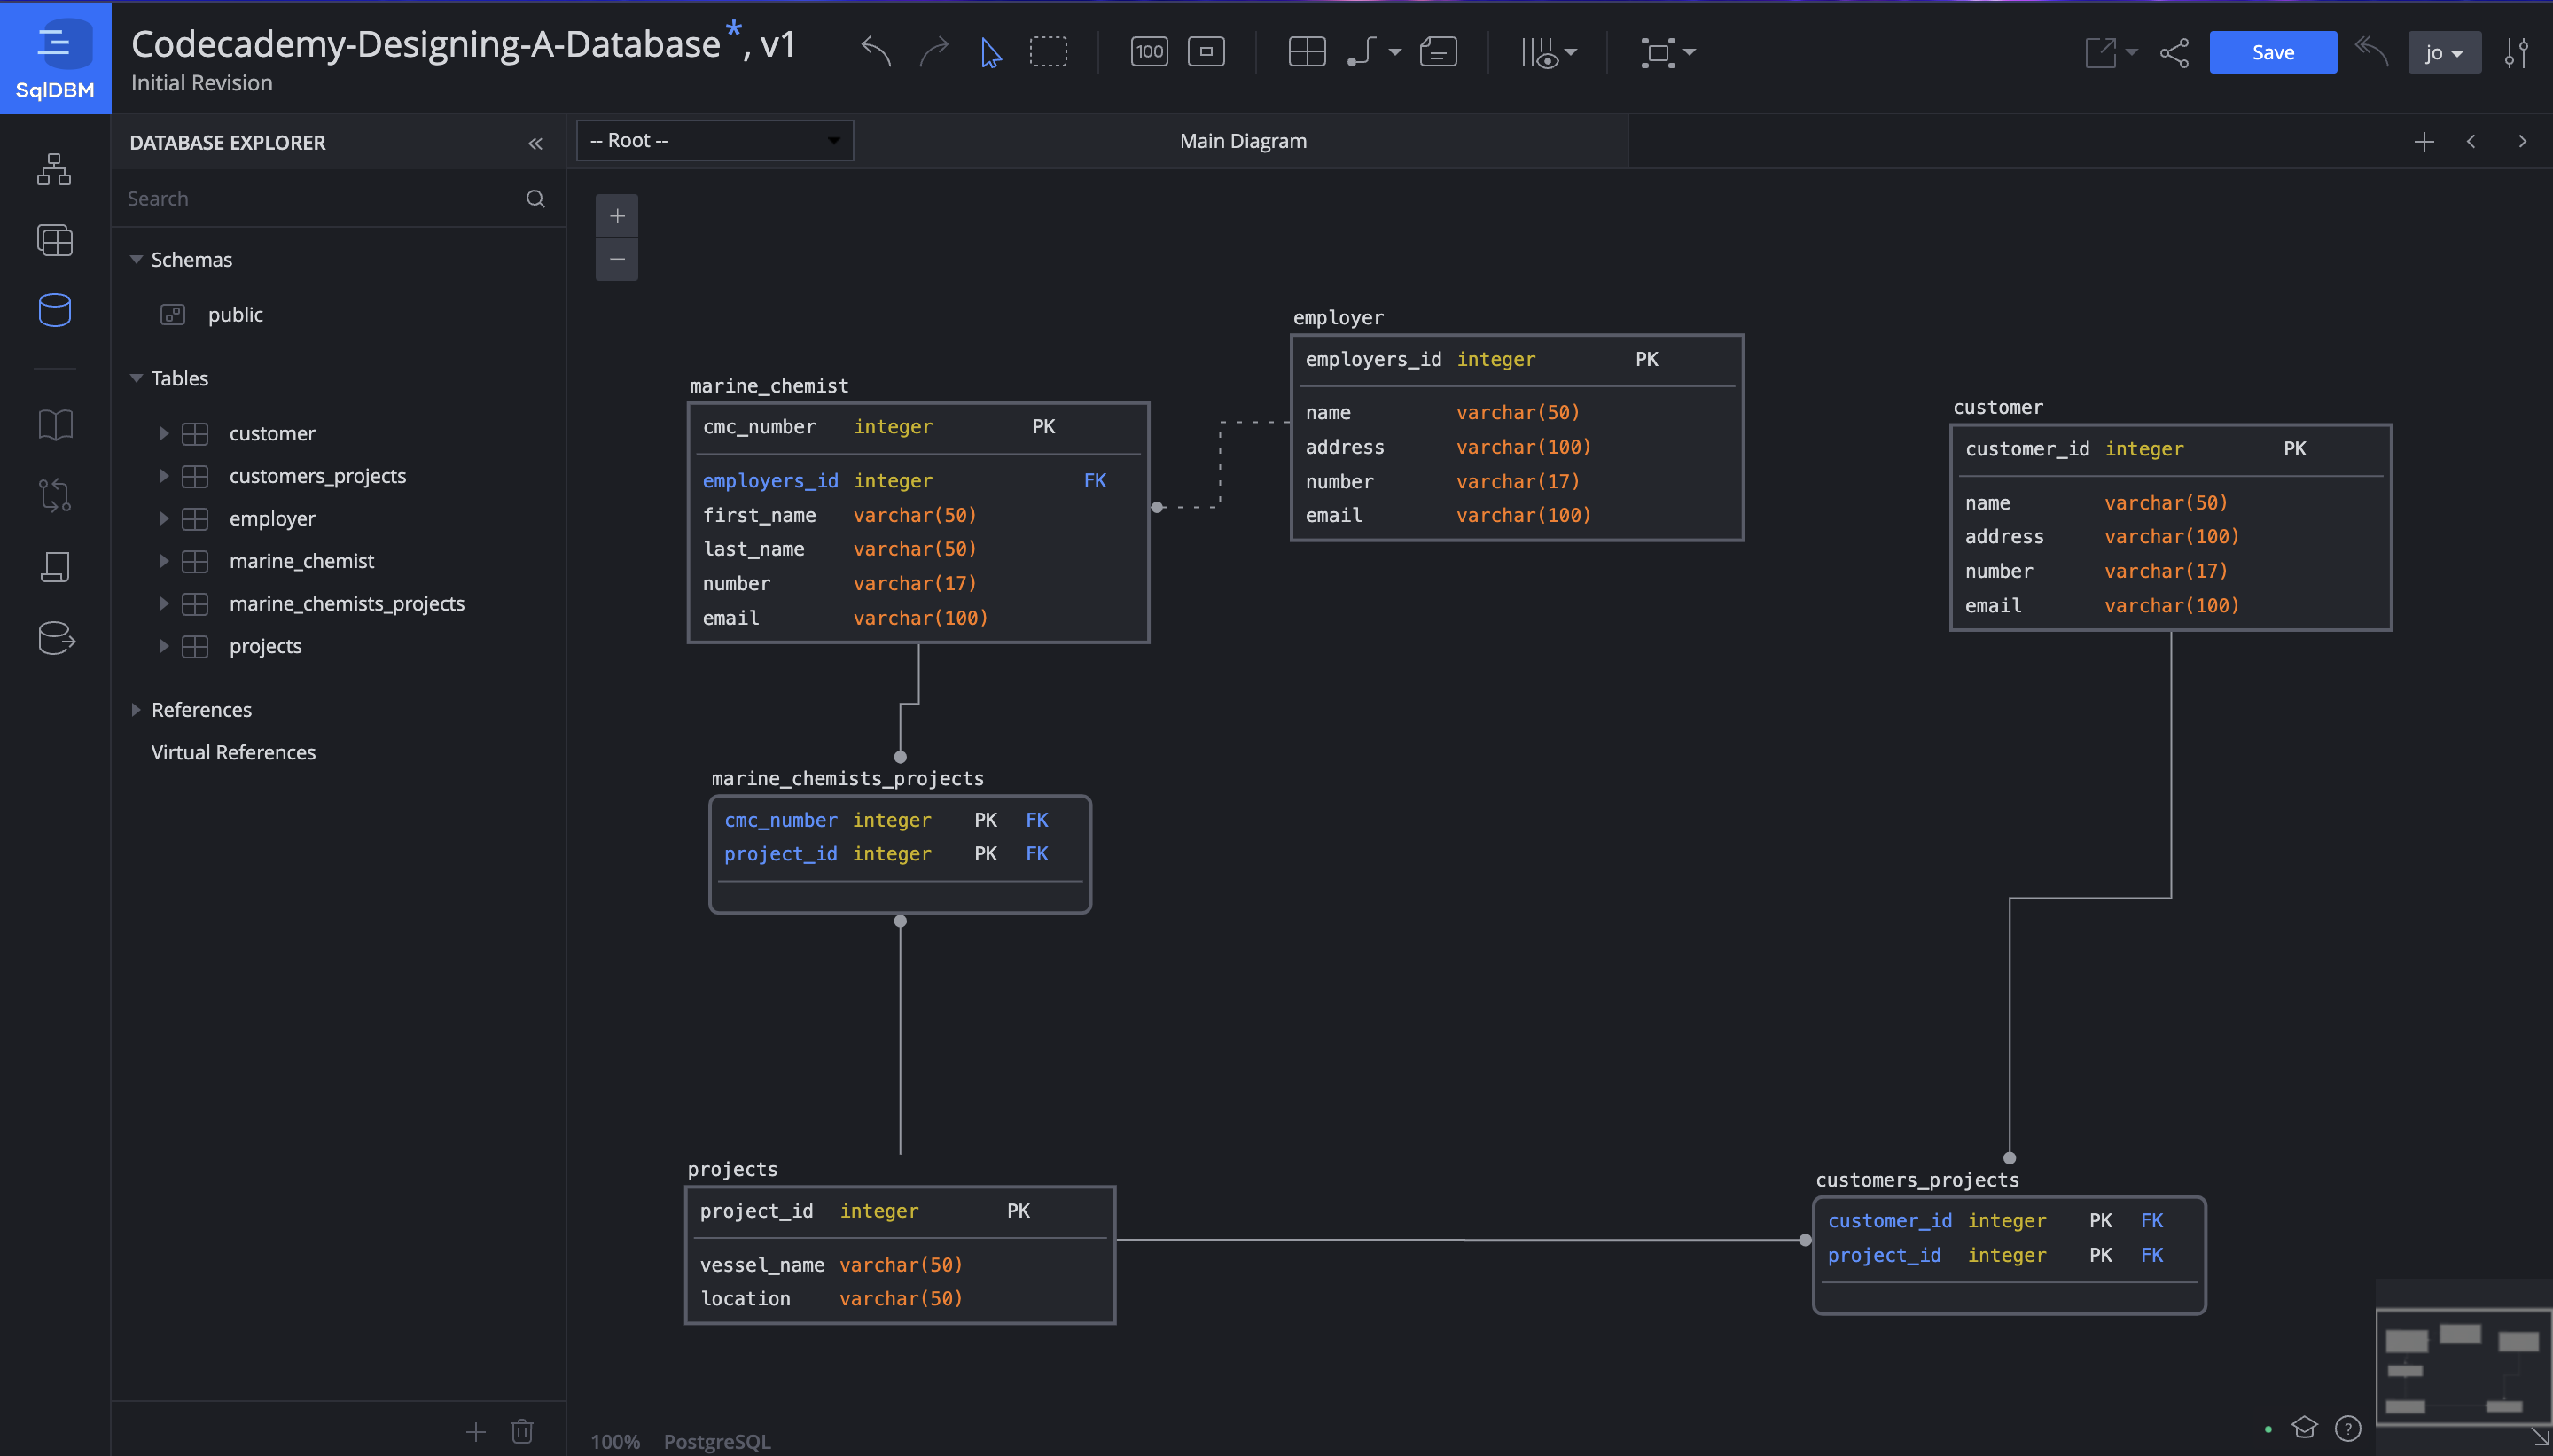 SqlDBM
Codecademy-Designing-A-Database*, v1
Initial Revision
100
Save
jo
DATABASE EXPLORER
Search
Schemas
public
Tables
customer
customers_projects
employer
marine_chemist
marine_chemists_projects
projects
References
Virtual References
-- Root --
Main Diagram
employer
employers_id integer PK
name varchar(50)
address varchar(100)
number varchar(17)
email varchar(100)
marine_chemist
cmc_number integer PK
employers_id integer FK
first_name varchar(50)
last_name varchar(50)
number varchar(17)
email varchar(100)
customer
customer_id integer PK
name varchar(50)
address varchar(100)
number varchar(17)
email varchar(100)
marine_chemists_projects
cmc_number integer PK FK
project_id integer PK FK
projects
project_id integer PK
vessel_name varchar(50)
location varchar(50)
customers_projects
customer_id integer PK FK
project_id integer PK FK
100% PostgreSQL
?